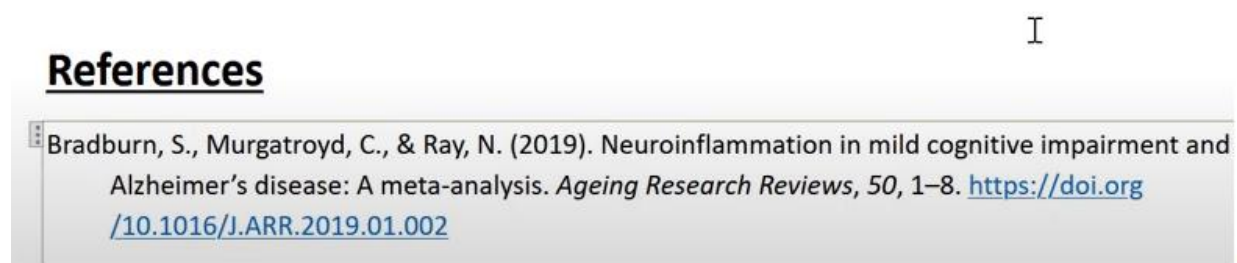 References
Bradburn, S., Murgatroyd, C., & Ray, N. (2019). Neuroinflammation in mild cognitive impairment and
Alzheimer’s disease: A meta-analysis. Ageing Research Reviews, 50, 1–8. https://doi.org
/10.1016/J.ARR.2019.01.002